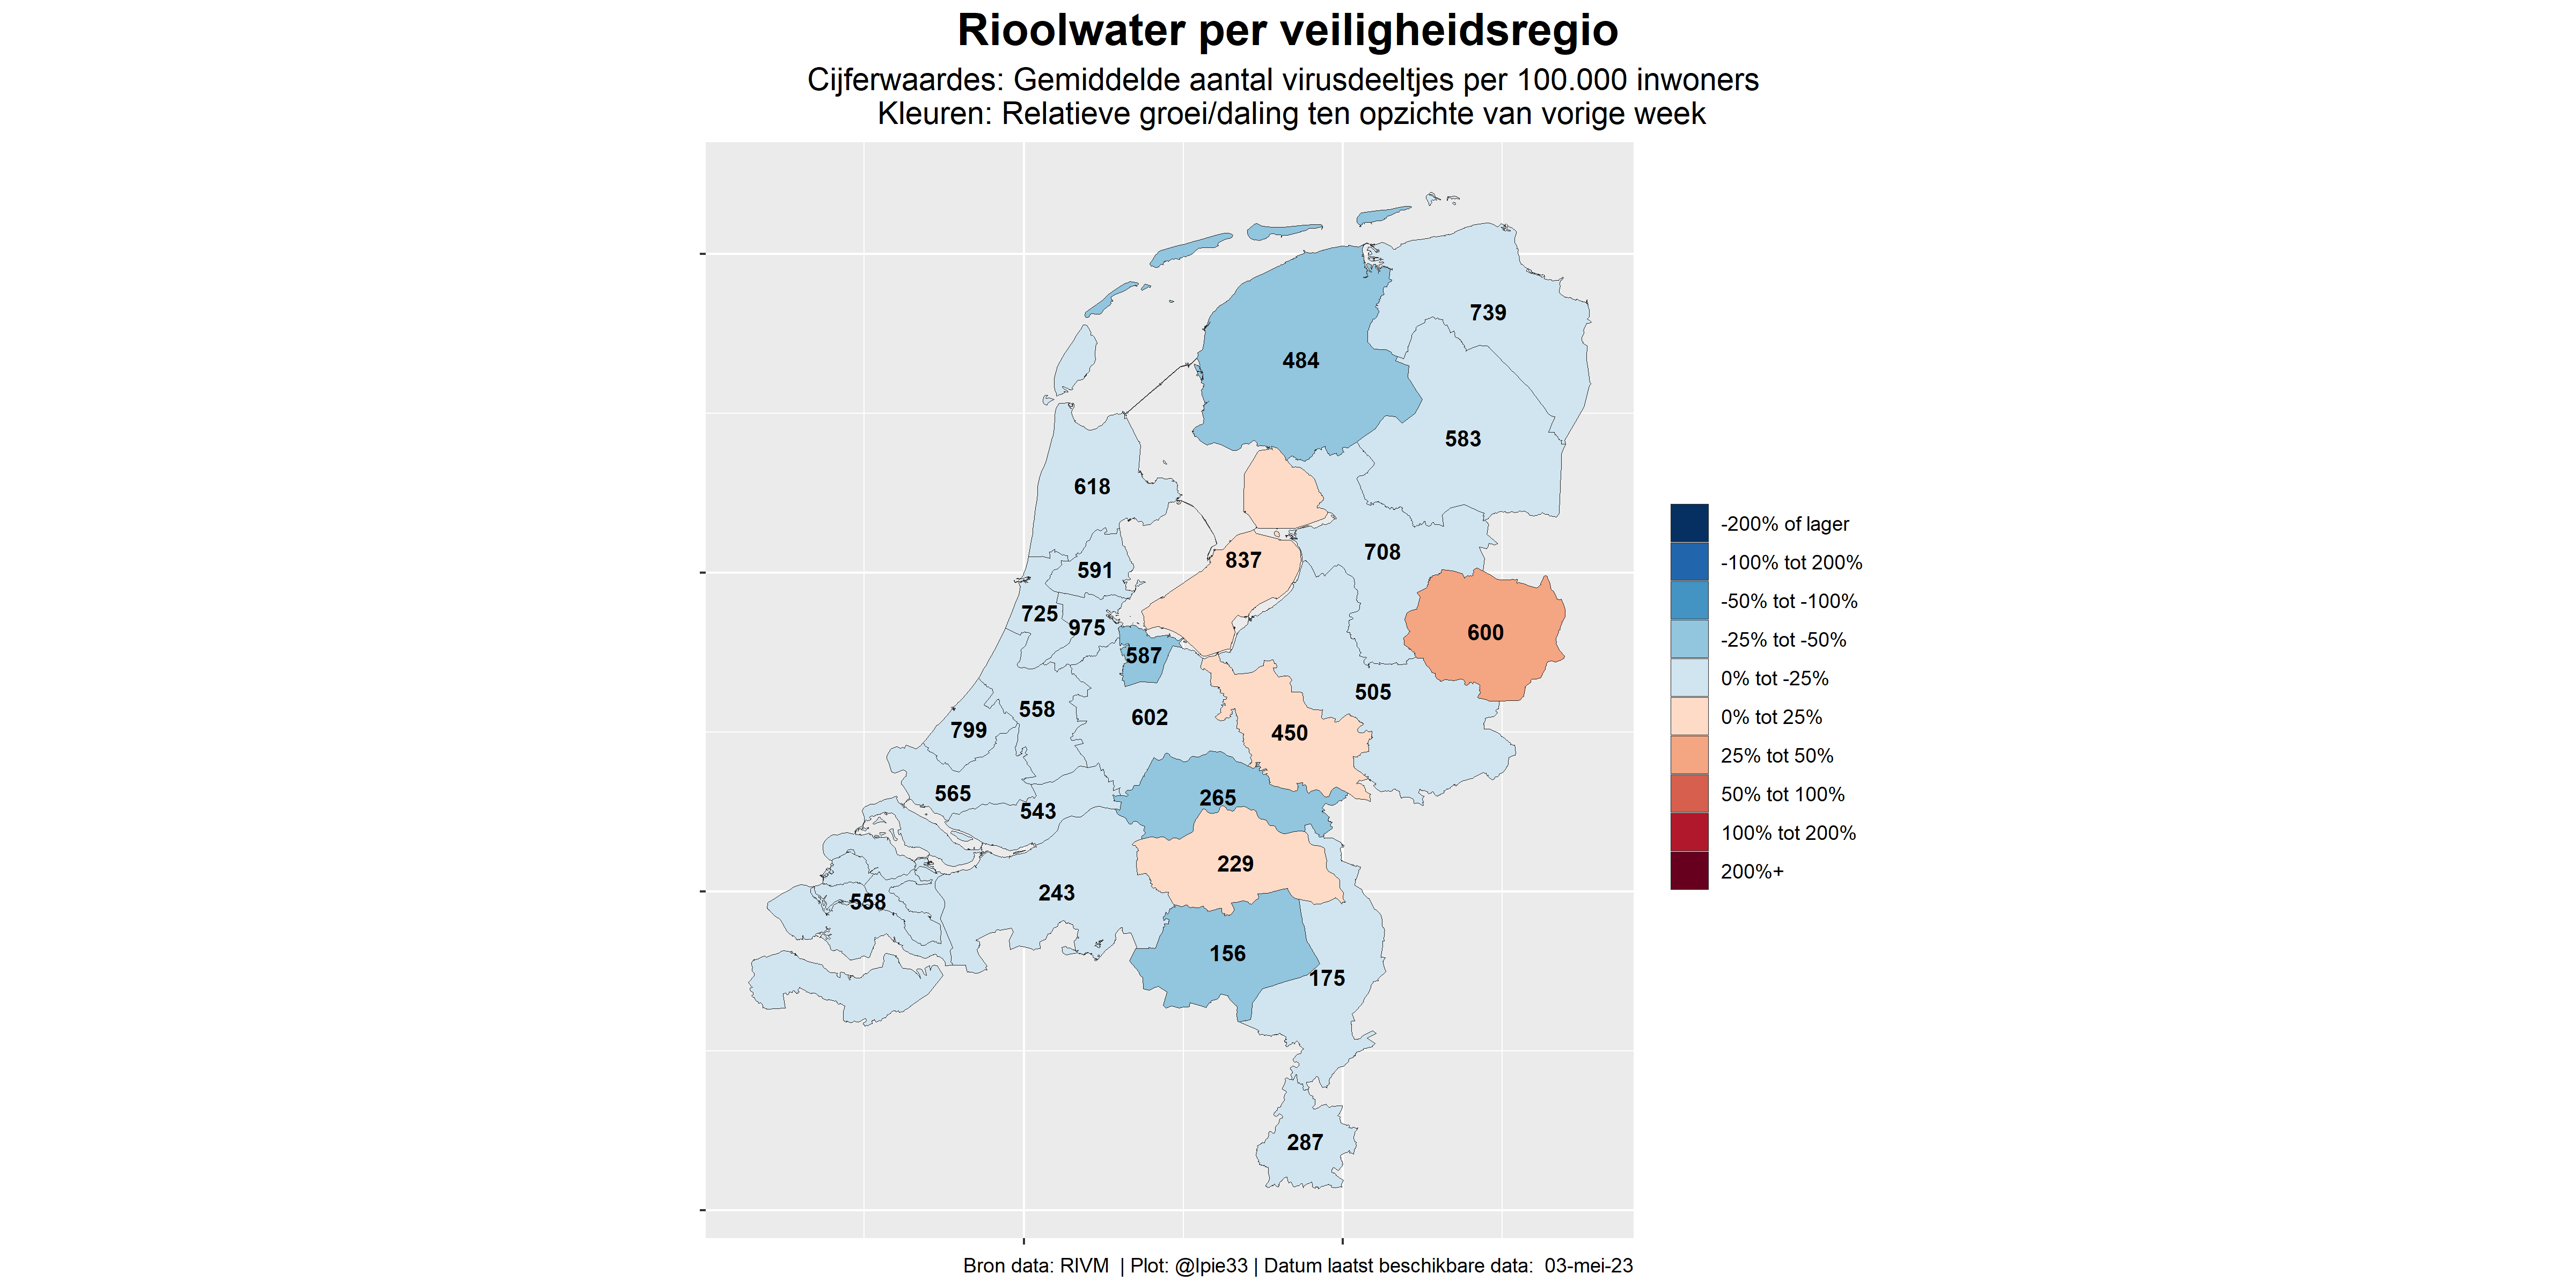 Rioolwater per veiligheidsregio
Cijferwaardes: Gemiddelde aantal virusdeeltjes per 100.000 inwoners
Kleuren: Relatieve groei/daling ten opzichte van vorige week
739
484
583
618
708
837
591
725
975
600
587
505
558
602
799
450
565
265
543
229
243
558
156
175
287
-200% of lager
-100% tot 200%
-50% tot -100%
-25% tot -50%
0% tot -25%
0% tot 25%
25% tot 50%
50% tot 100%
100% tot 200%
200%+
Bron data: RIVM | Plot: @lpie33 | Datum laatst beschikbare data: 03-mei-23